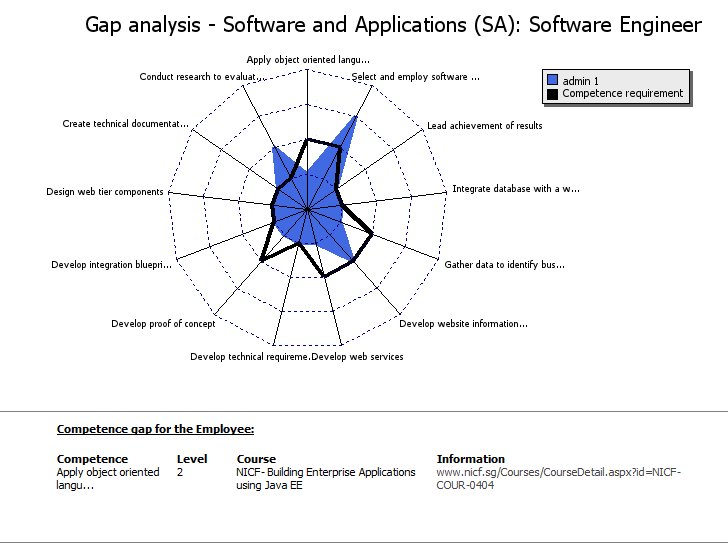 Gap analysis - Software and Applications (SA): Software Engineer
Apply object oriented langu...
Conduct research to evaluat...
Select and employ software ...
admin 1
Competence requirement
Create technical documentat...
Lead achievement of results
Design web tier components
Integrate database with a w...
Develop integration bluepri...
Gather data to identify bus...
Develop proof of concept
Develop website information...
Develop technical requireme.
Develop web services
Competence gap for the Employee:
Competence Level Course Information
Apply object oriented 2 NICF- Building Enterprise Applications www.nicf.sg/Courses/CourseDetail.aspx?id=NICF-
langu... using Java EE COUR-0404